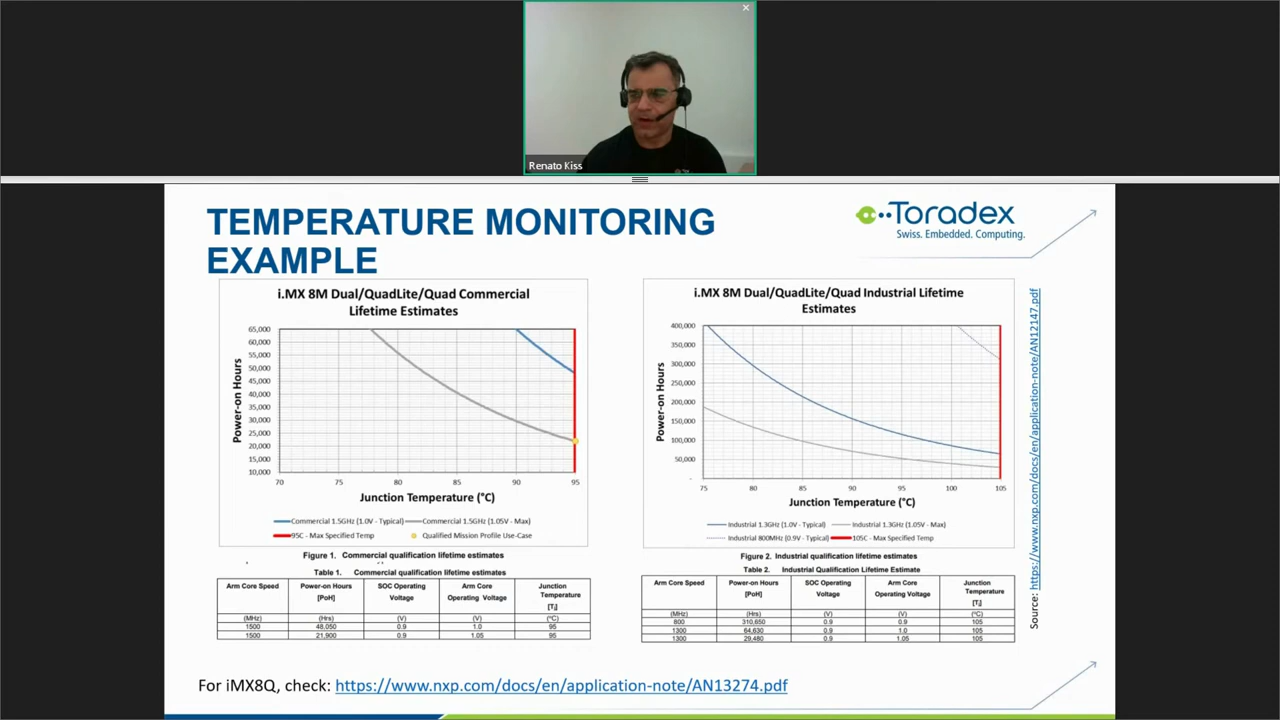 Renato Kiss
TEMPERATURE MONITORING
EXAMPLE
Toradex
Swiss. Embedded. Computing.
i.MX 8M Dual/QuadLite/Quad Commercial
Lifetime Estimates
Power-on Hours
65,000
60,000
55,000
50,000
45,000
40,000
35,000
30,000
25,000
20,000
15,000
10,000
70 75 80 85 90 95
Junction Temperature (°C)
Commercial 1.5GHz (1.0V - Typical) Commercial 1.5GHz (1.05V - Max)
95C - Max Specified Temp Qualified Mission Profile Use-Case
Figure 1. Commercial qualification lifetime estimates
Table 1. Commercial qualification lifetime estimates
Arm Core Speed Power-on Hours SOC Operating Arm Core Junction
[PoH] Voltage Operating Voltage Temperature
[Tj]
(MHz) (Hrs) (V) (V) (°C)
1500 48,050 0.9 1.0 95
1500 21,900 0.9 1.05 95
i.MX 8M Dual/QuadLite/Quad Industrial Lifetime
Estimates
Power-on Hours
400,000
350,000
300,000
250,000
200,000
150,000
100,000
50,000
-
75 80 85 90 95 100 105
Junction Temperature (°C)
Industrial 1.3GHz (1.0V - Typical) Industrial 1.3GHz (1.05V - Max)
Industrial 800MHz (0.9V - Typical) 105C - Max Specified Temp
Figure 2. Industrial qualification lifetime estimates
Table 2. Industrial Qualification Lifetime Estimate
Arm Core Speed Power-on Hours SOC Operating Arm Core Junction
[PoH] Voltage Operating Voltage Temperature
[Tj]
(MHz) (Hrs) (V) (V) (°C)
800 310,650 0.9 0.9 105
1300 64,630 0.9 1.0 105
1300 29,480 0.9 1.05 105
Source: https://www.nxp.com/docs/en/application-note/AN12147.pdf
For iMX8Q, check: https://www.nxp.com/docs/en/application-note/AN13274.pdf